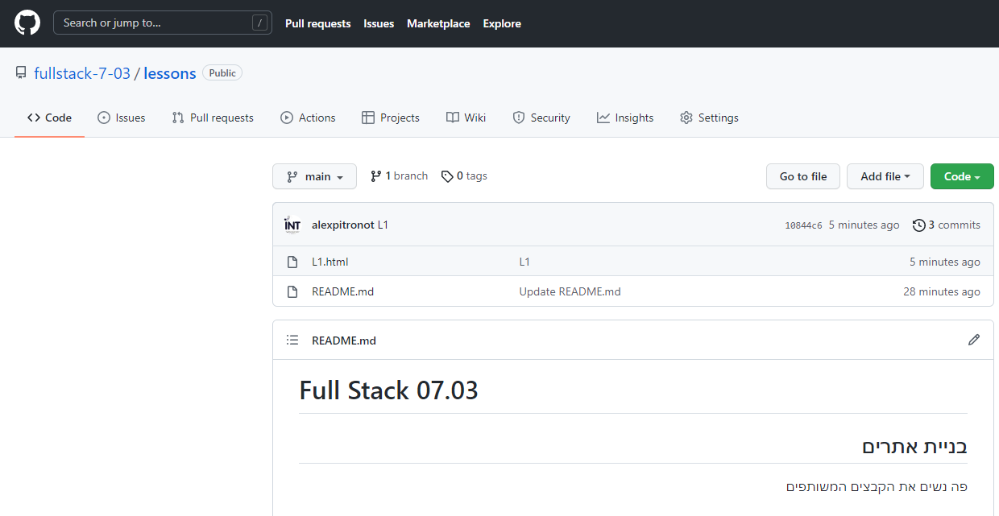 Search or jump to... /
Pull requests Issues Marketplace Explore
fullstack-7-03 / lessons Public
Code Issues Pull requests Actions Projects Wiki Security Insights Settings
main 1 branch 0 tags Go to file Add file Code
INT alexpitronot L1 10844c6 5 minutes ago 3 commits
L1.html L1 5 minutes ago
README.md Update README.md 28 minutes ago
README.md
Full Stack 07.03
בניית אתרים
פה נשים את הקבצים המשותפים